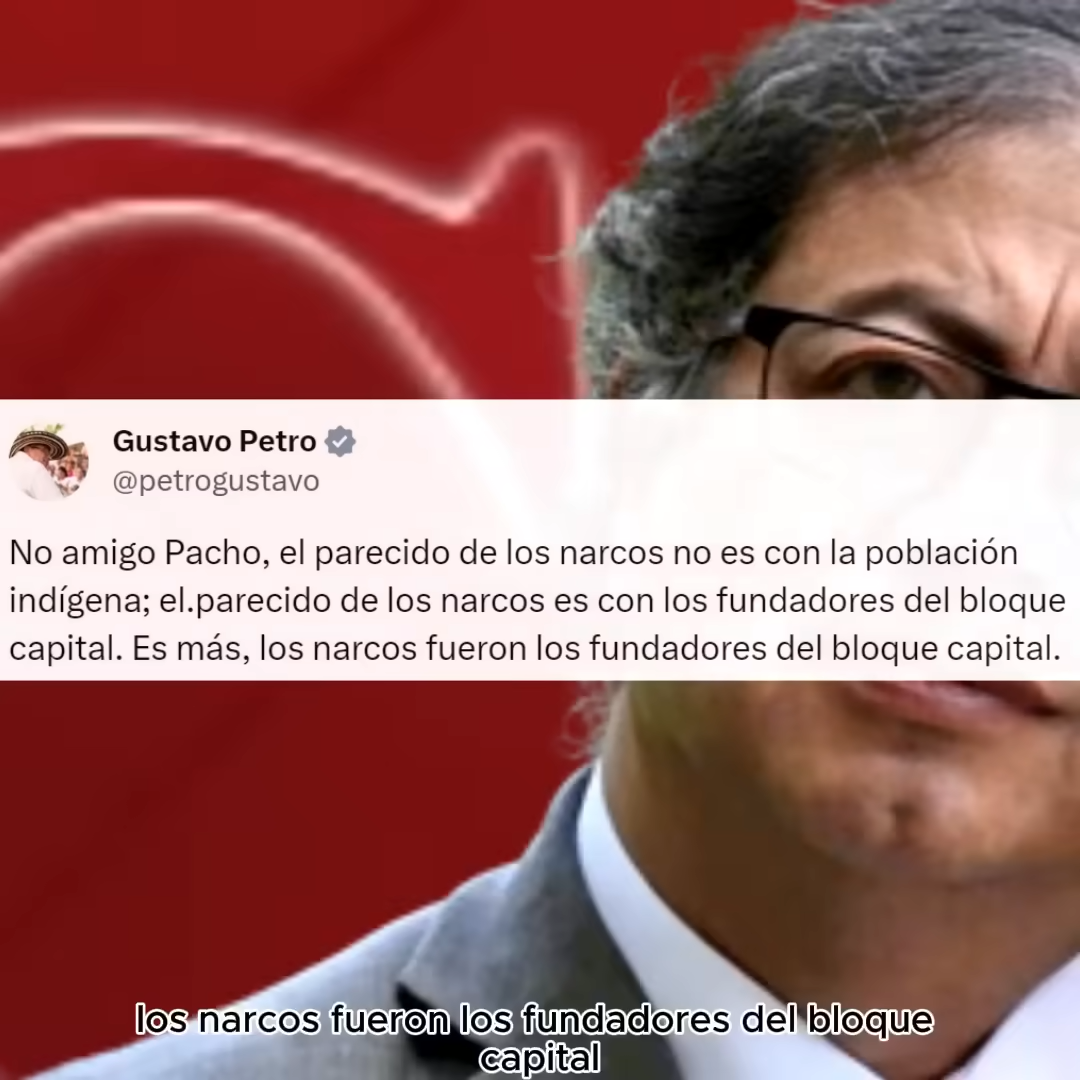 Gustavo Petro
@petrogustavo
No amigo Pacho, el parecido de los narcos no es con la población
indígena; el.parecido de los narcos es con los fundadores del bloque
capital. Es más, los narcos fueron los fundadores del bloque capital.
los narcos fueron los fundadores del bloque
capital